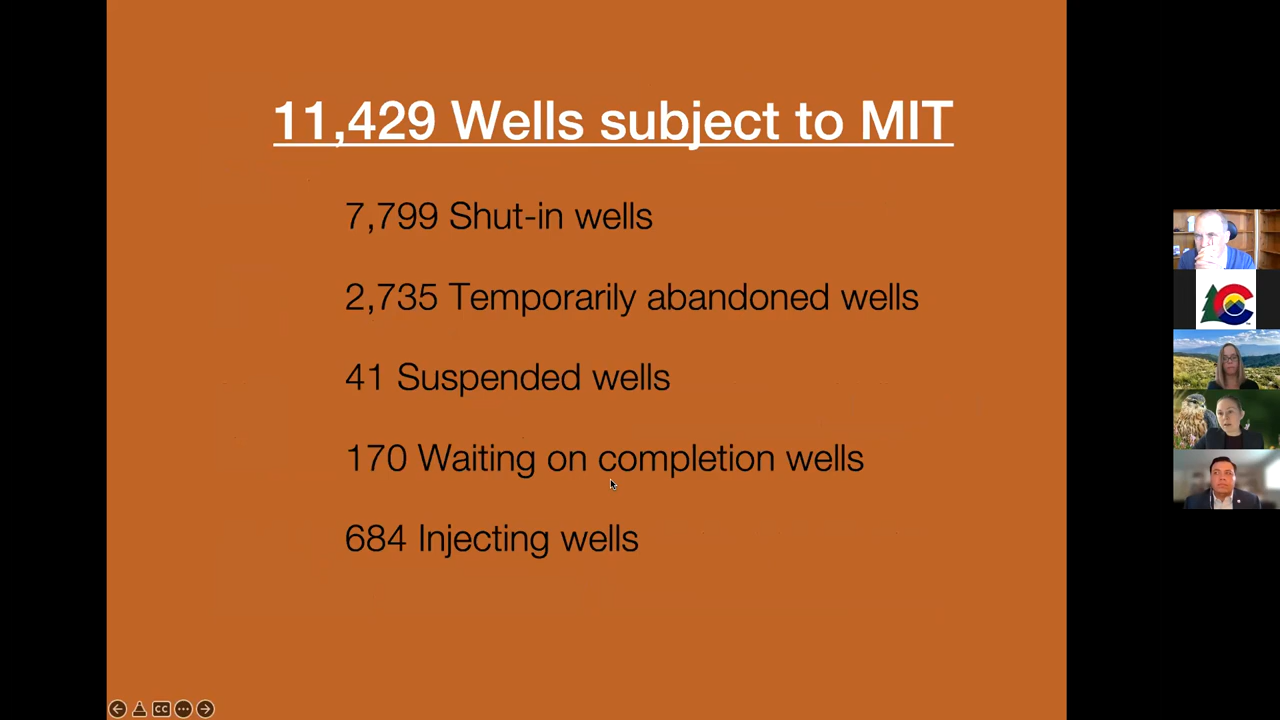 11,429 Wells subject to MIT
7,799 Shut-in wells
2,735 Temporarily abandoned wells
41 Suspended wells
170 Waiting on completion wells
684 Injecting wells
CC